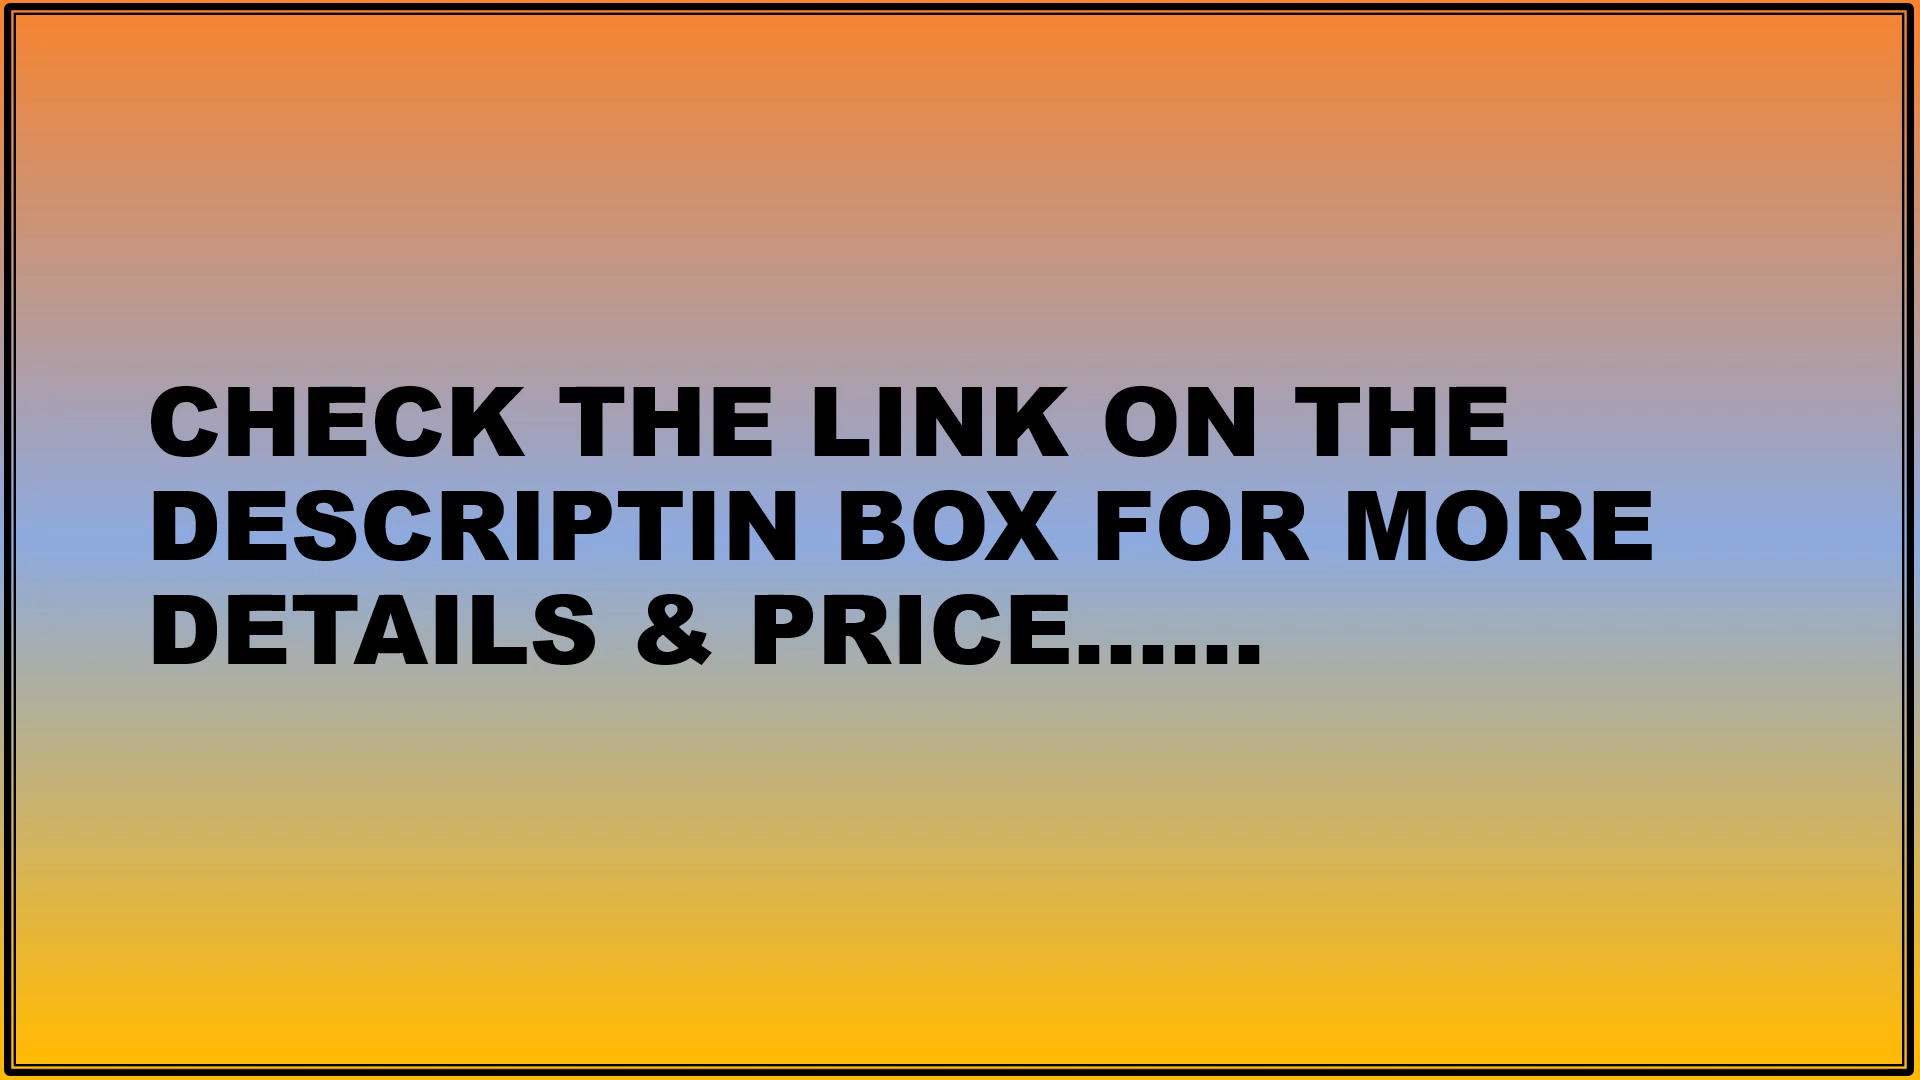 CHECK THE LINK ON THE
DESCRIPTIN BOX FOR MORE
DETAILS & PRICE......